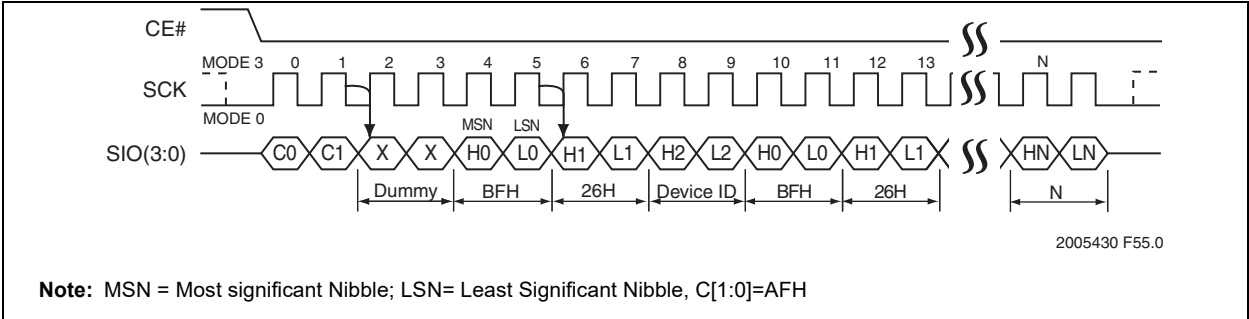 CE#
MODE 3 0 1 2 3 4 5 6 7 8 9 10 11 12 13 N
SCK
MODE 0
MSN LSN
SIO(3:0) C0 C1 X X H0 L0 H1 L1 H2 L2 H0 L0 H1 L1 HN LN
Dummy BFH 26H Device ID BFH 26H N
2005430 F55.0
Note: MSN = Most significant Nibble; LSN= Least Significant Nibble, C[1:0]=AFH